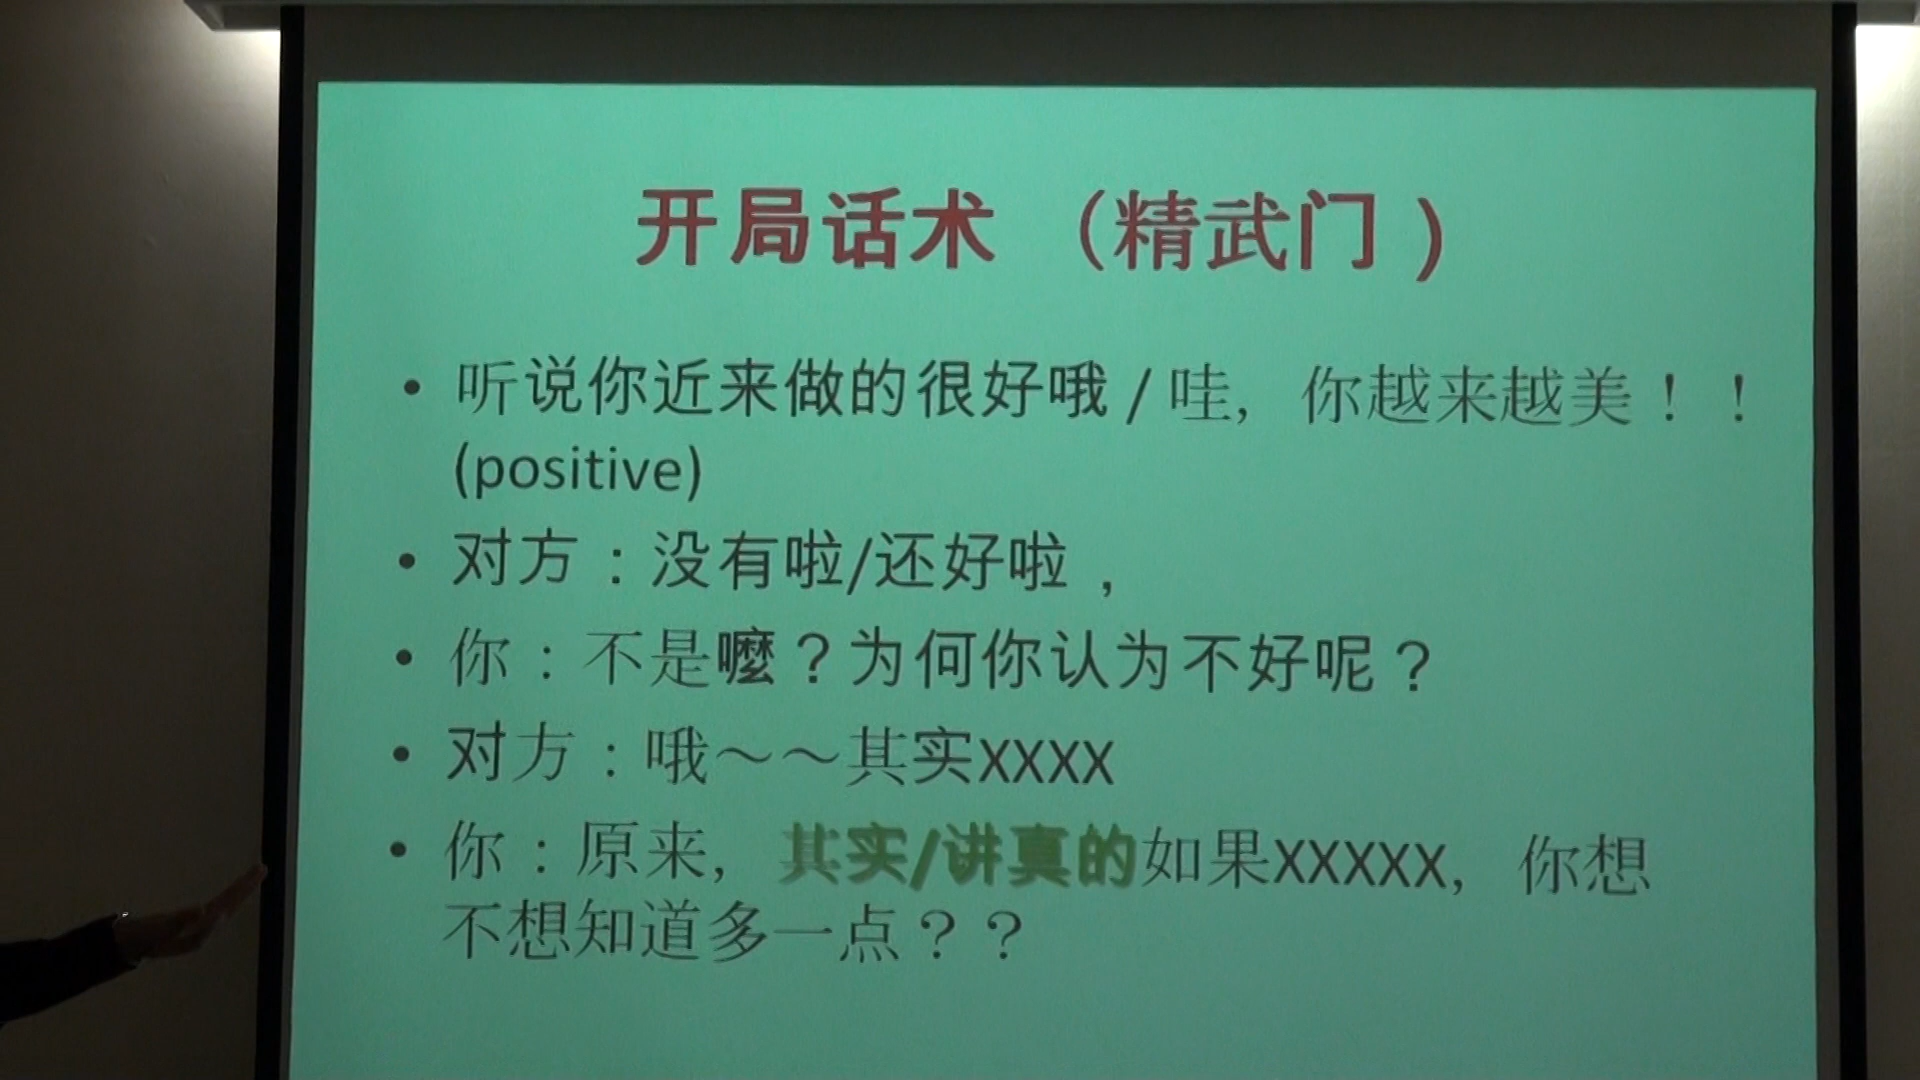 开局话术 （精武门）
• 听说你近来做的很好哦 / 哇，你越来越美！！
(positive)
• 对方：没有啦/还好啦，
• 你：不是嚒？为何你认为不好呢？
• 对方：哦～～其实XXXX
• 你：原来，其实/讲真的如果XXXXX，你想
不想知道多一点？？